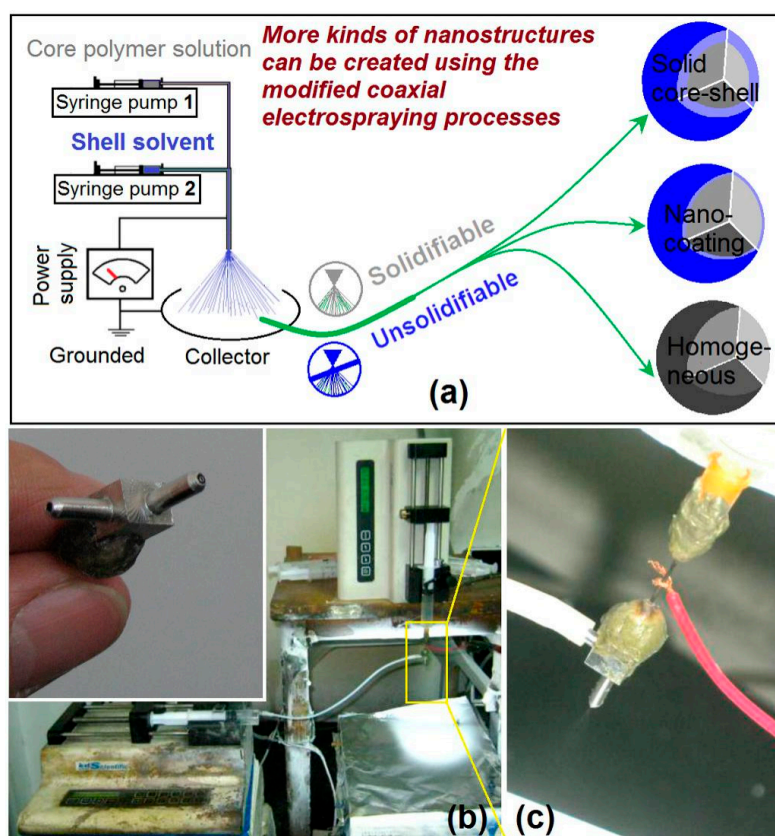 Core polymer solution
Syringe pump 1
Shell solvent
Syringe pump 2
Power
supply
Grounded
Collector
More kinds of nanostructures
can be created using the
modified coaxial
electrospraying processes
Solidifiable
Unsolidifiable
Solid
core-shell
Nano-
coating
Homoge-
neous
(a)
(b)
(c)